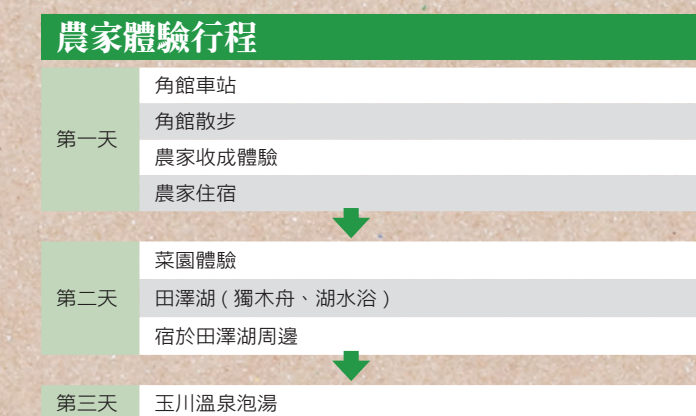 農家體驗行程
第一天
角館車站
角館散步
農家收成體驗
農家住宿
第二天
菜園體驗
田澤湖 ( 獨木舟、湖水浴 )
宿於田澤湖周邊
第三天
玉川溫泉泡湯